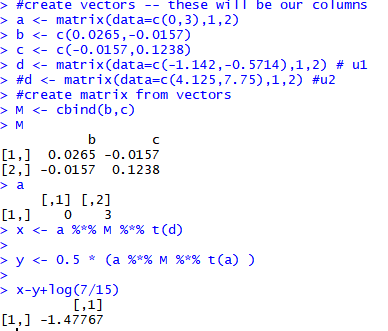 > #create vectors -- these will be our columns
> a <- matrix(data=c(0,3),1,2)
> b <- c(0.0265,-0.0157)
> c <- c(-0.0157,0.1238)
> d <- matrix(data=c(-1.142,-0.5714),1,2) # u1
> #d <- matrix(data=c(4.125,7.75),1,2) #u2
> #create matrix from vectors
> M <- cbind(b,c)
> M
           b       c
[1,]  0.0265 -0.0157
[2,] -0.0157  0.1238
> a
     [,1] [,2]
[1,]    0    3
> x <- a %*% M %*% t(d)
>
> y <- 0.5 * (a %*% M %*% t(a) )
>
> x-y+log(7/15)
         [,1]
[1,] -1.47767